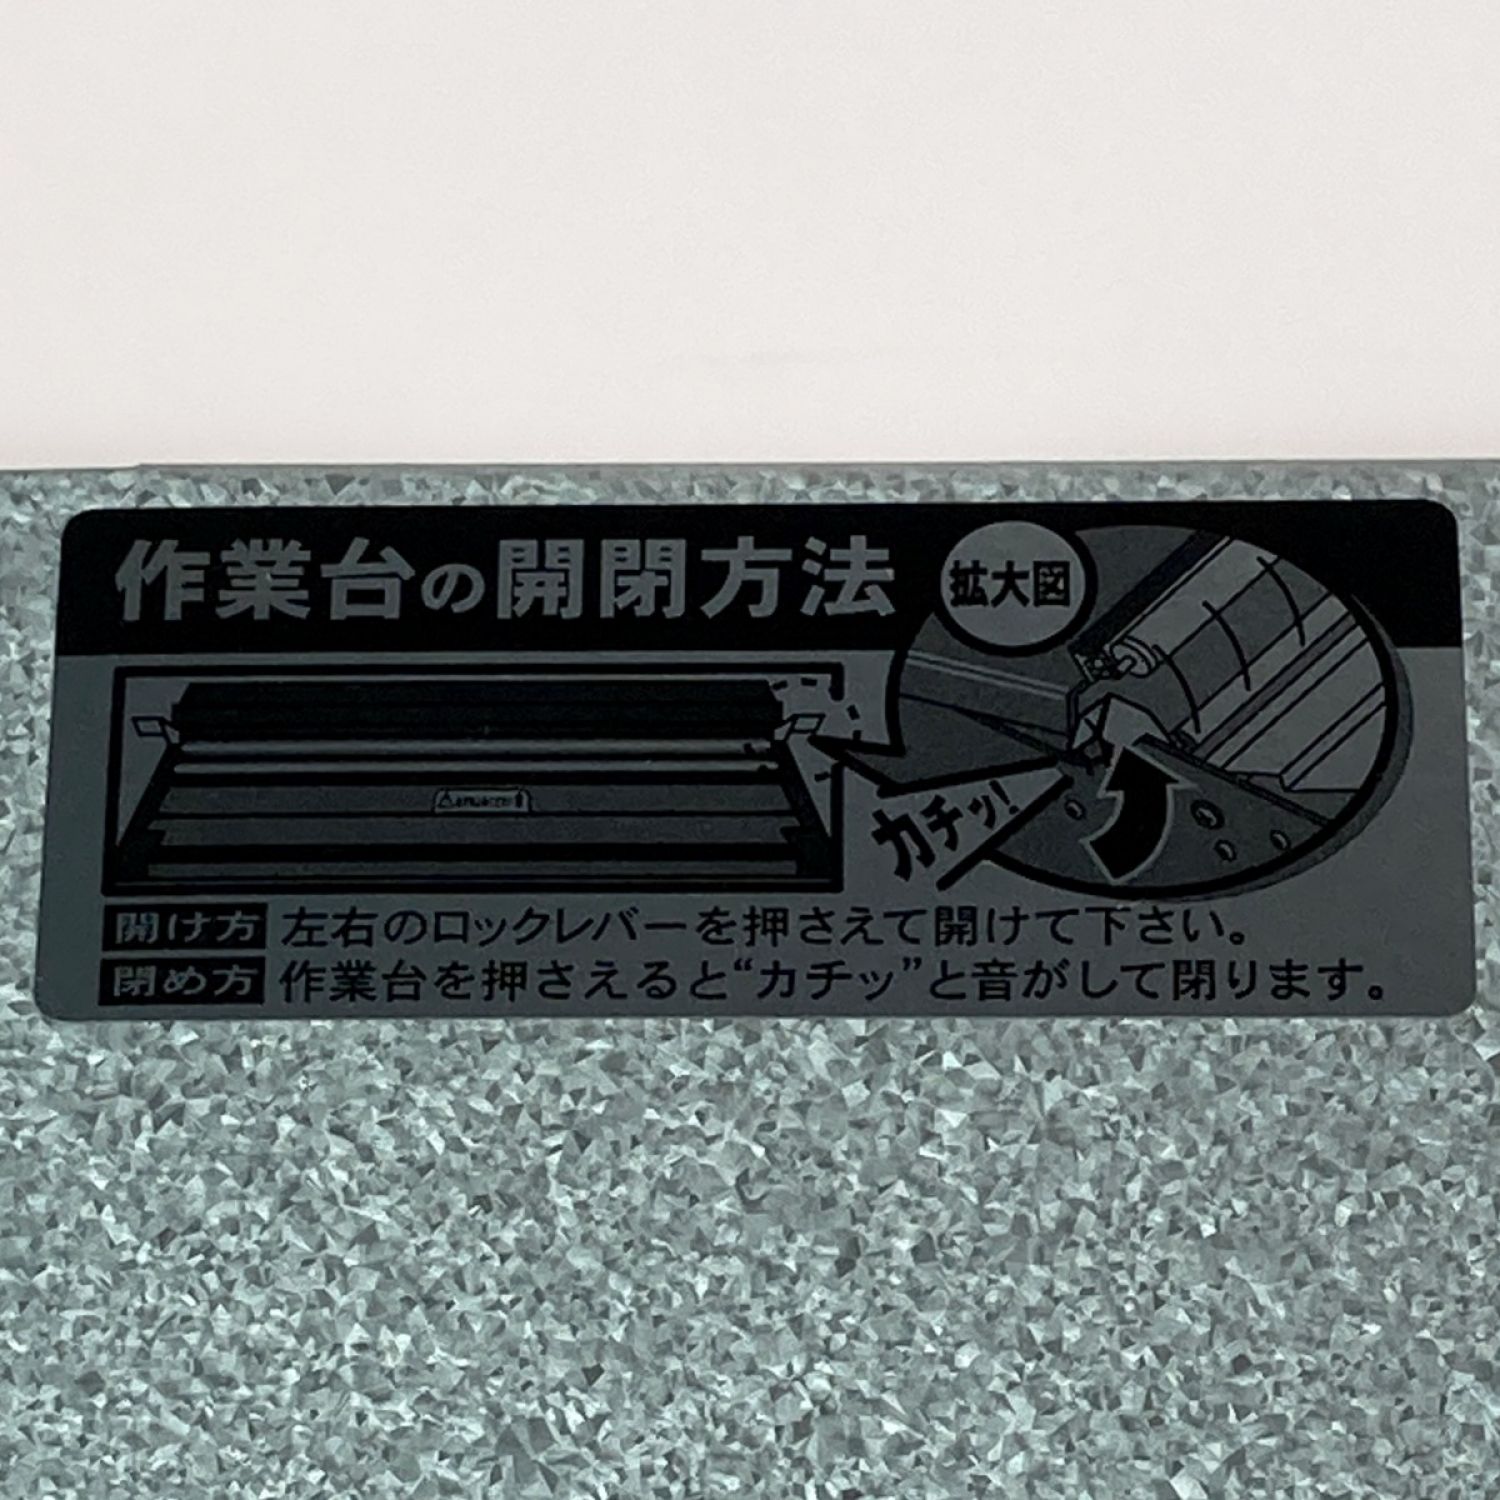 作業台の開閉方法
拡大図
カチッ!
開け方 左右のロックレバーを押さえて開けて下さい。
閉め方 作業台を押さえると“カチッ”と音がして閉ります。